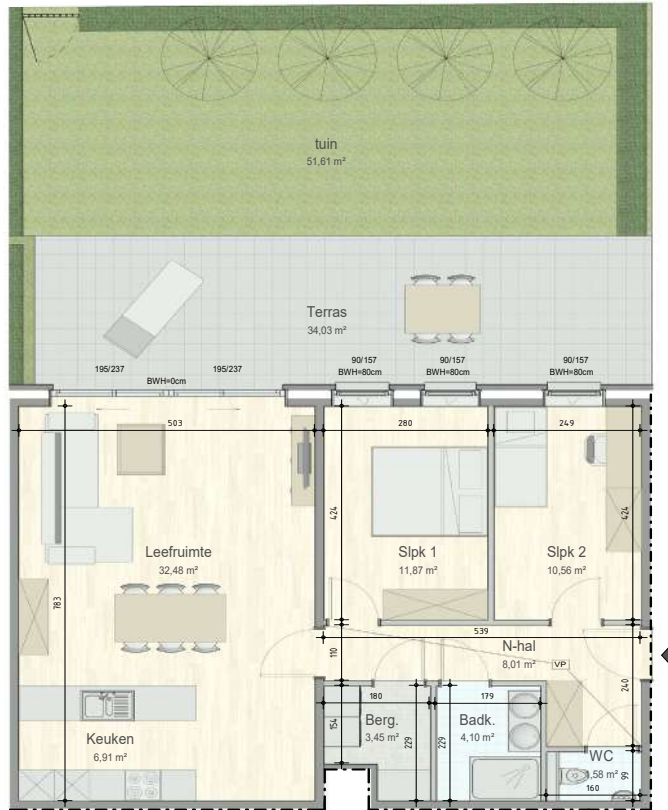 tuin
51,61 m²
Terras
34,03 m²
195/237
BWH=0cm
195/237
90/157
BWH=80cm
90/157
BWH=80cm
90/157
BWH=80cm
503
280
249
424
424
Leefruimte
32,48 m²
Slpk 1
11,87 m²
Slpk 2
10,56 m²
783
539
N-hal
8,01 m²
VP
110
240
180
179
154
Berg.
3,45 m²
229
229
Badk.
4,10 m²
Keuken
6,91 m²
WC
,58 m²
99
160